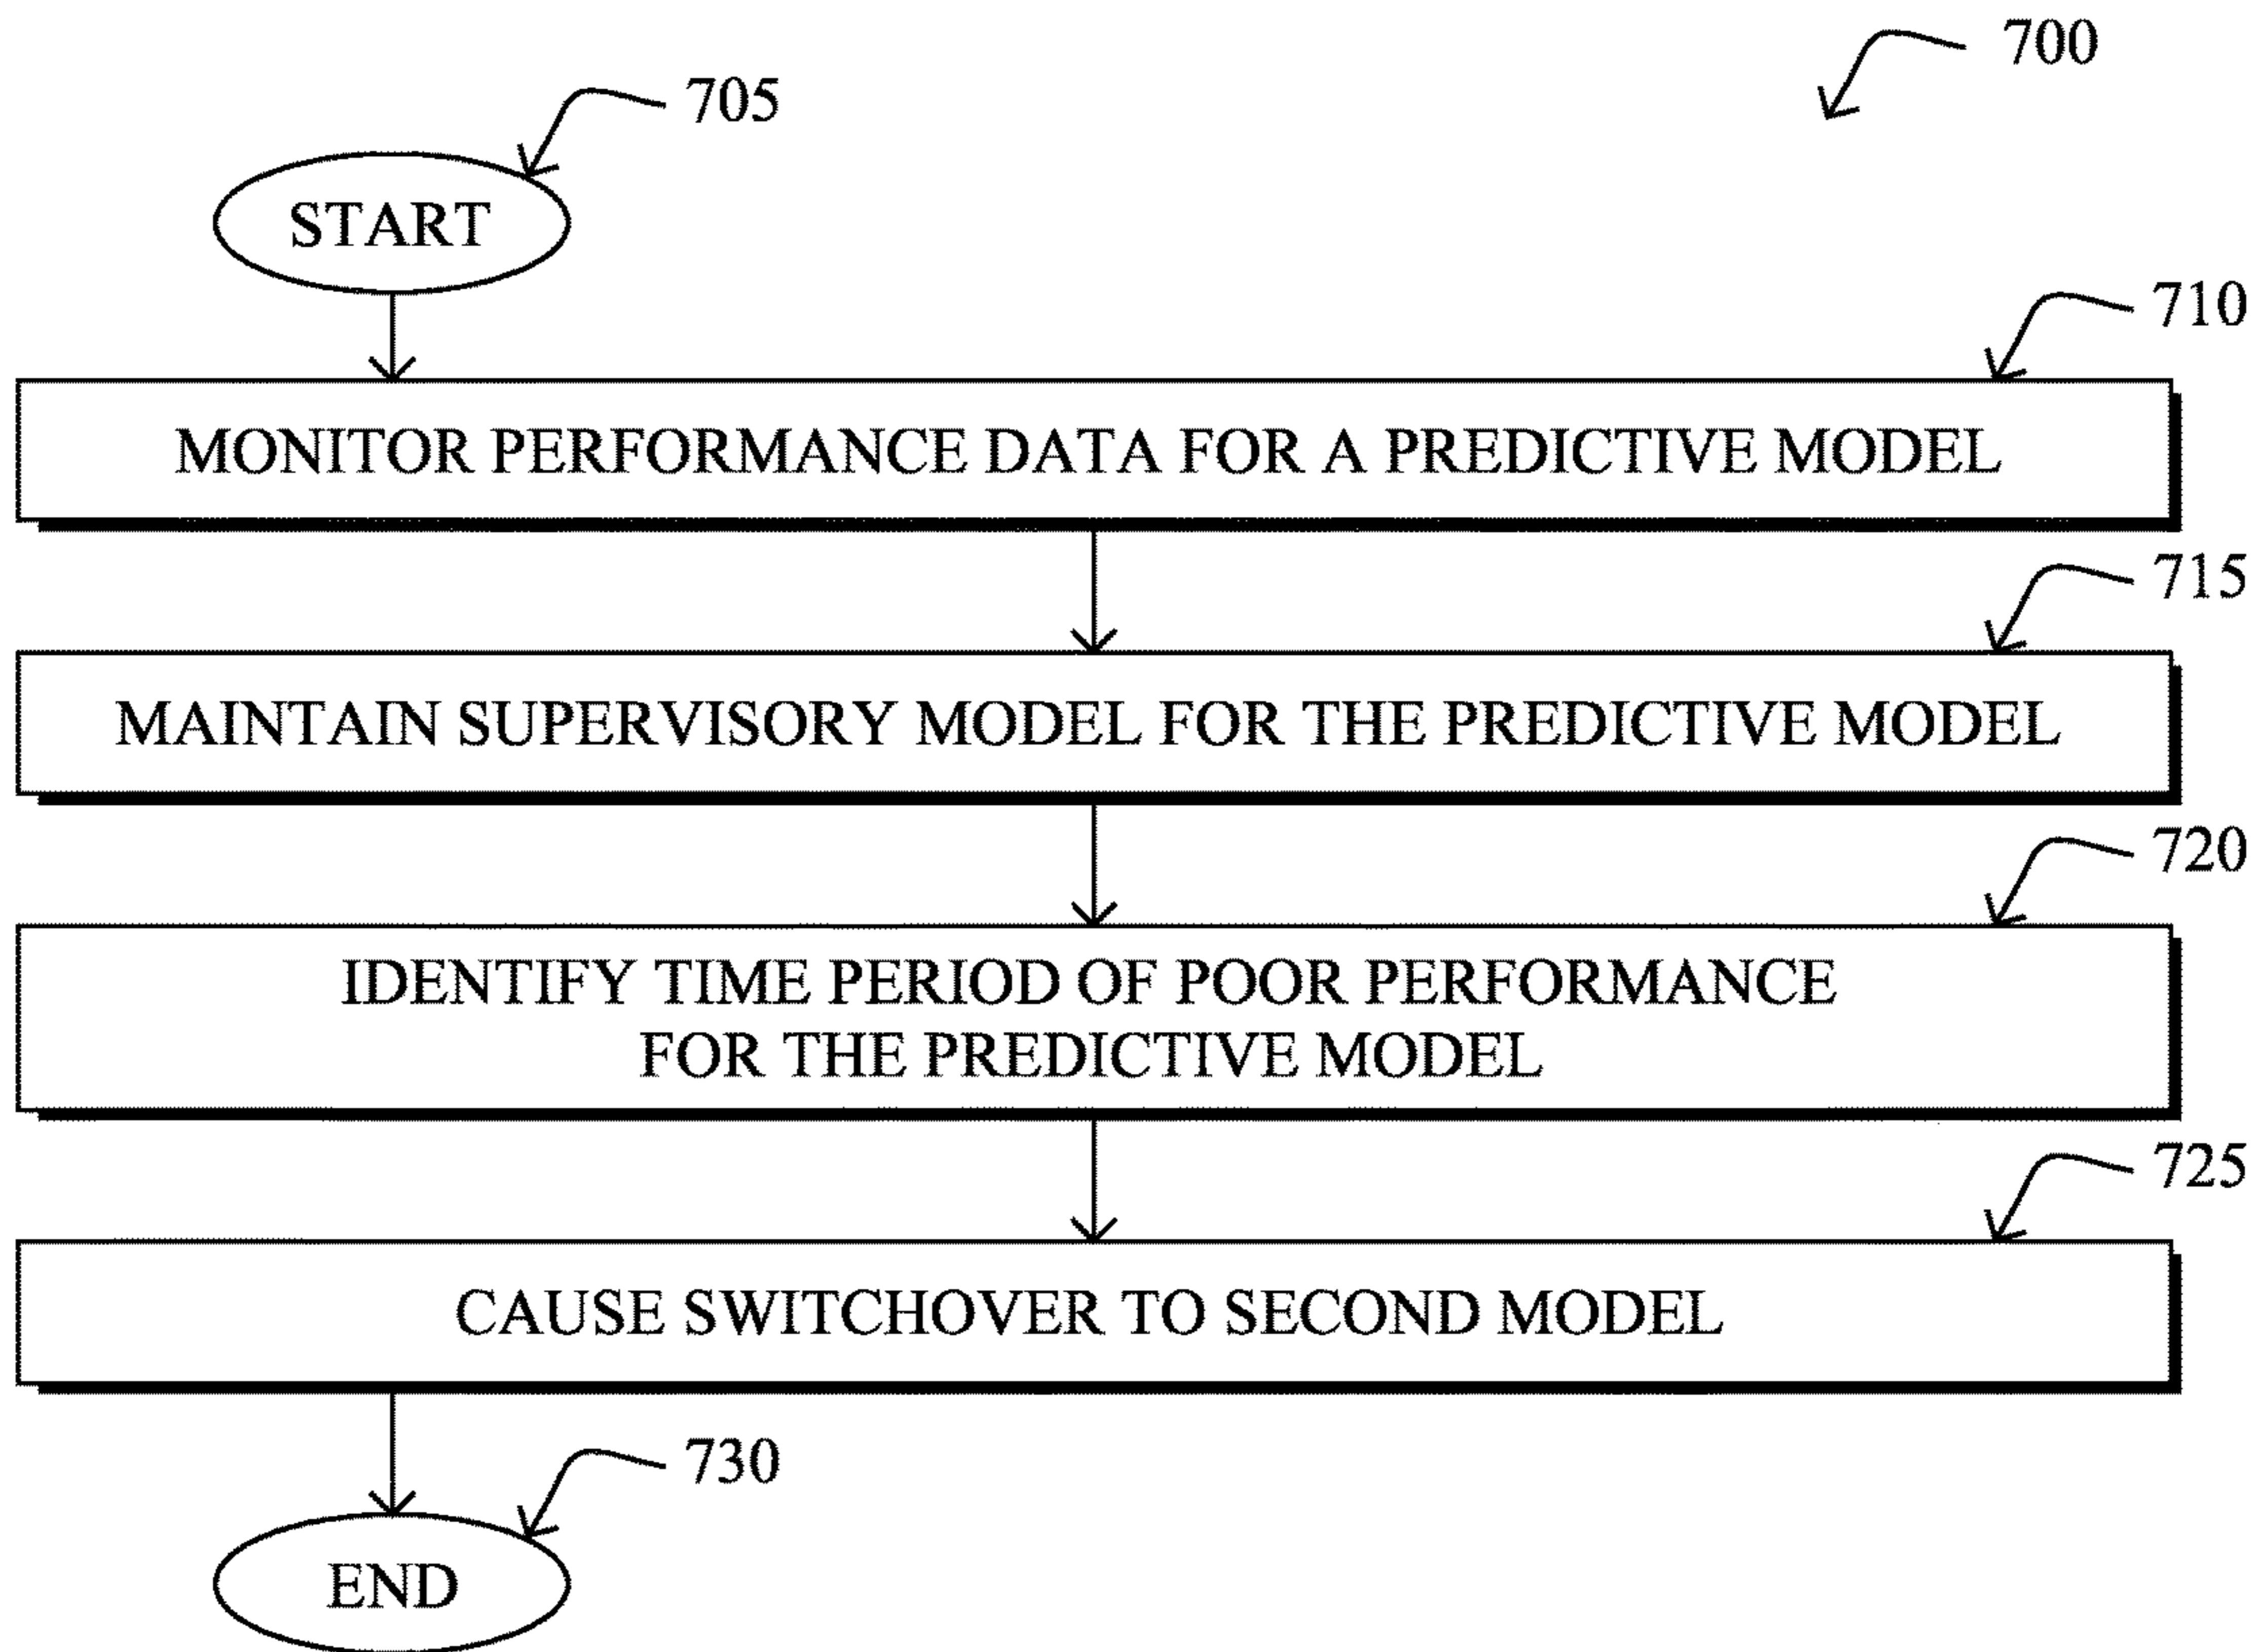 700
705
START
710
MONITOR PERFORMANCE DATA FOR A PREDICTIVE MODEL
715
MAINTAIN SUPERVISORY MODEL FOR THE PREDICTIVE MODEL
720
IDENTIFY TIME PERIOD OF POOR PERFORMANCE
FOR THE PREDICTIVE MODEL
725
CAUSE SWITCHOVER TO SECOND MODEL
730
END